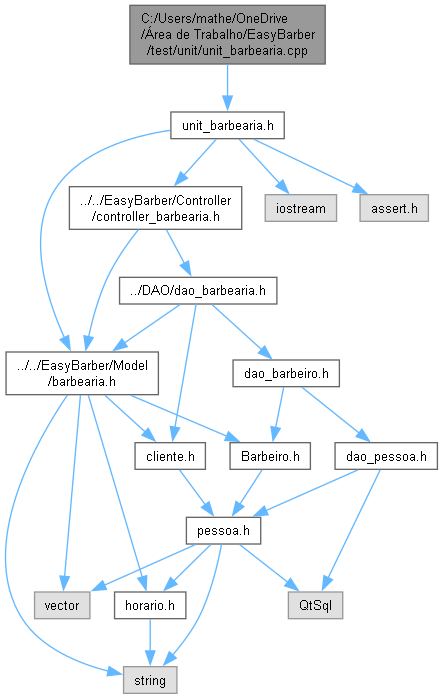 C:/Users/mathe/OneDrive
/Área de Trabalho/EasyBarber
/test/unit/unit_barbearia.cpp
unit_barbearia.h
../../EasyBarber/Controller
/controller_barbearia.h
iostream
assert.h
../DAO/dao_barbearia.h
../../EasyBarber/Model
/barbearia.h
dao_barbeiro.h
cliente.h
Barbeiro.h
dao_pessoa.h
pessoa.h
vector
horario.h
QtSql
string